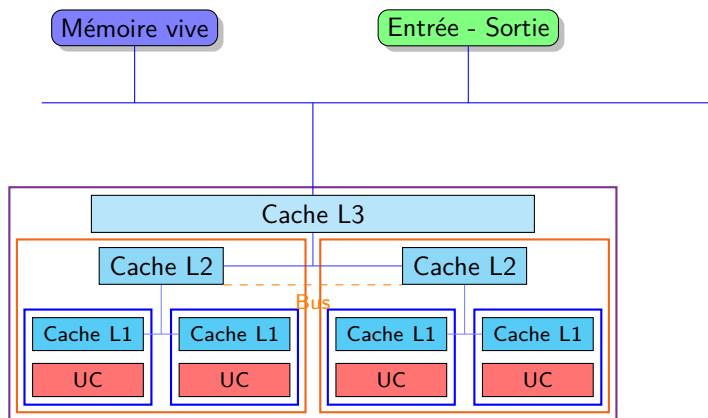 Mémoire vive
Entrée - Sortie
Cache L3
Cache L2
Cache L2
Bus
Cache L1
Cache L1
Cache L1
Cache L1
UC
UC
UC
UC